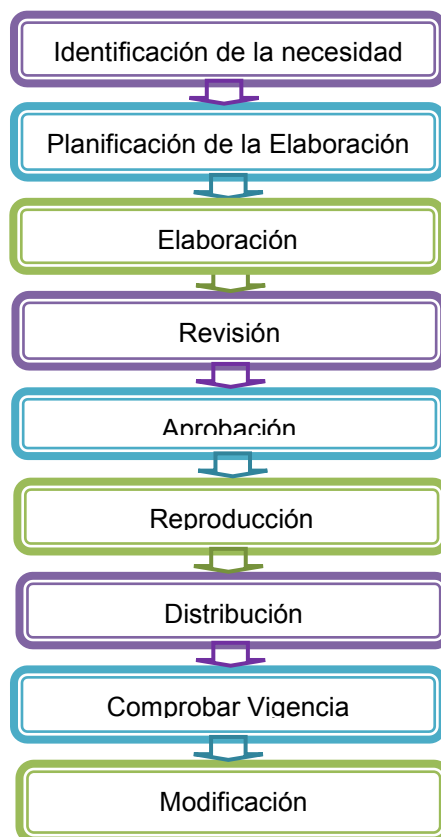 Identificación de la necesidad
Planificación de la Elaboración
Elaboración
Revisión
Aprobación
Reproducción
Distribución
Comprobar Vigencia
Modificación